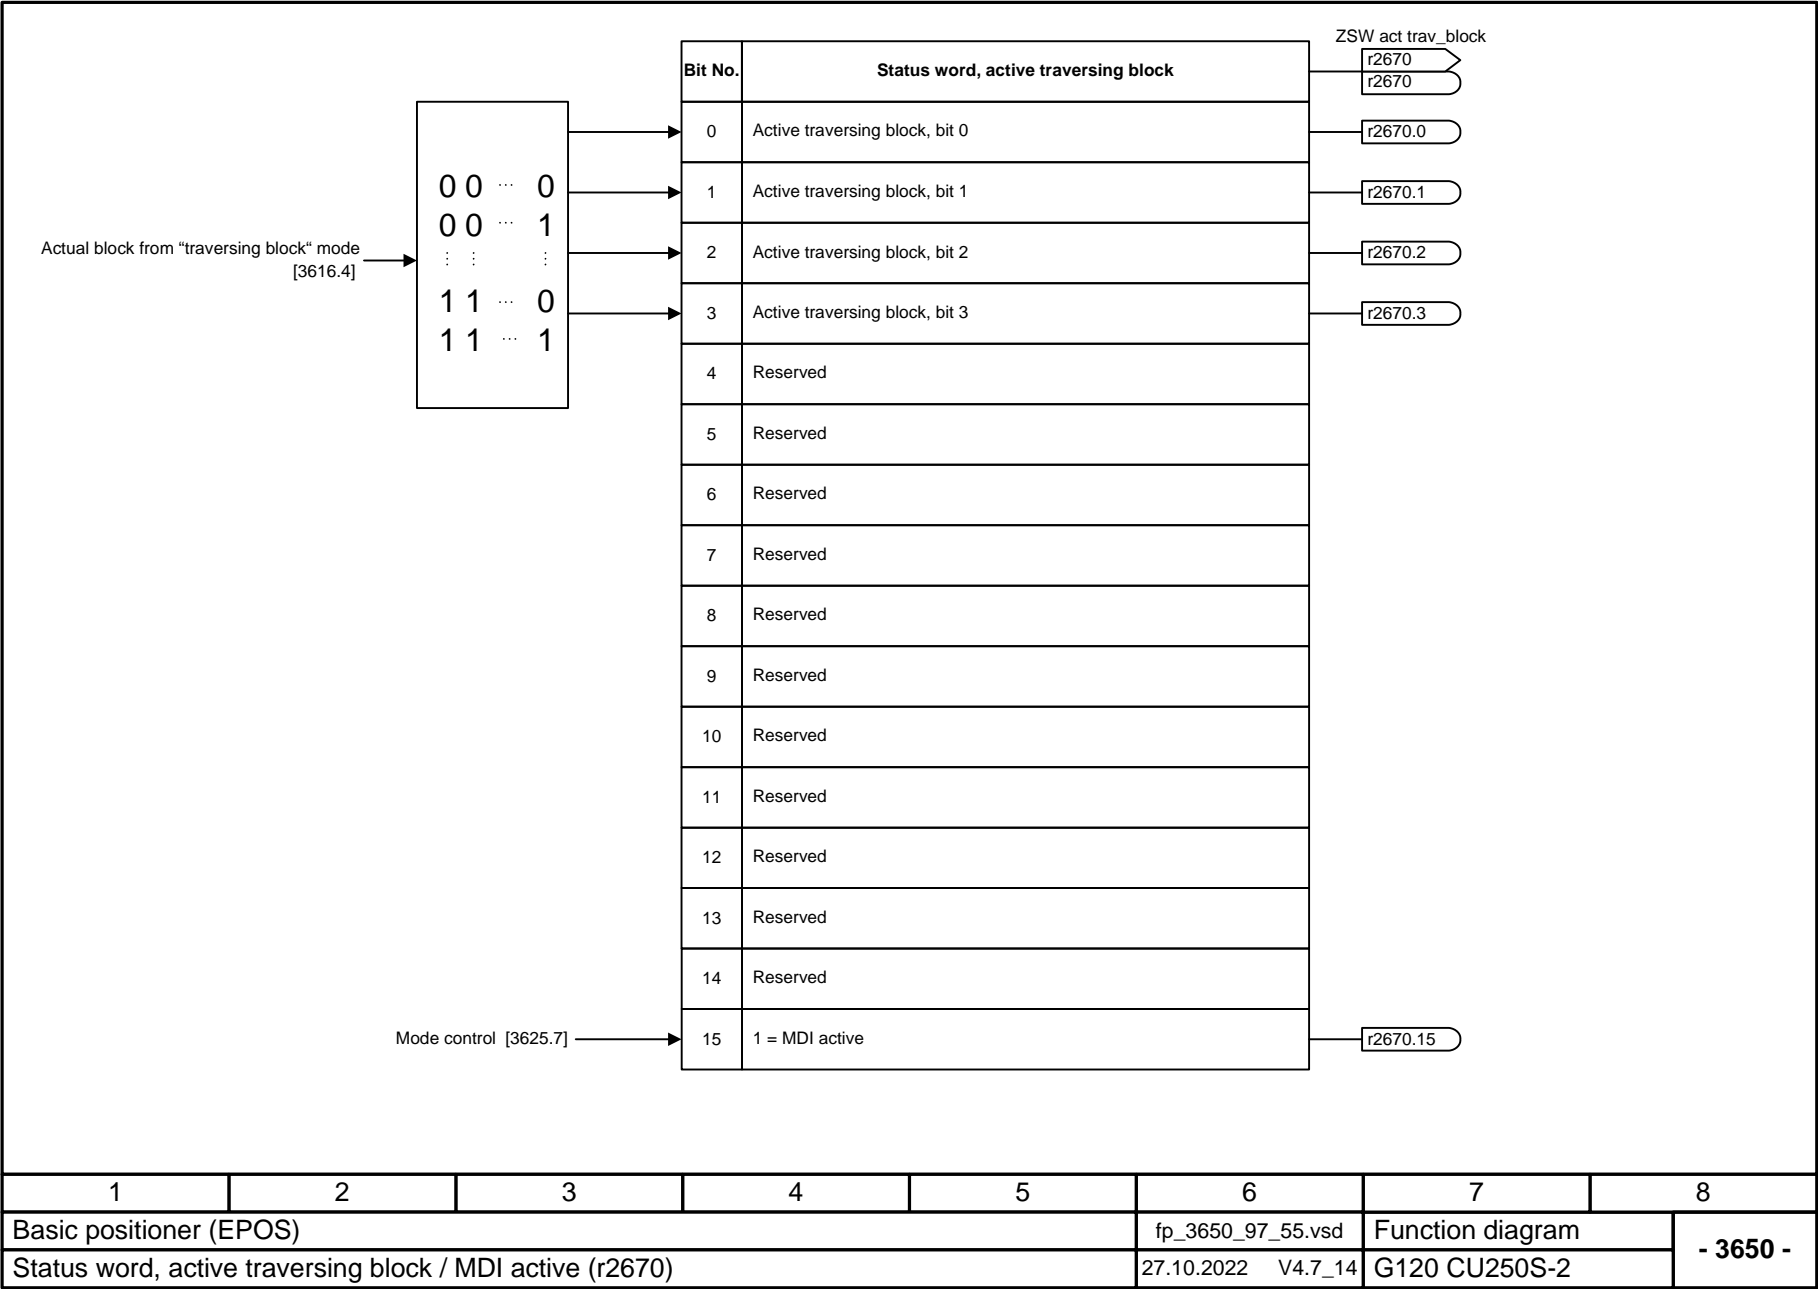 ZSW act trav_block
Bit No. Status word, active traversing block r2670
r2670
0 Active traversing block, bit 0 r2670.0
0 0 ... 0
1 Active traversing block, bit 1 r2670.1
0 0 ... 1
Actual block from “traversing block“ mode
[3616.4]
⋮ ⋮ ⋮
2 Active traversing block, bit 2 r2670.2
1 1 ... 0
3 Active traversing block, bit 3 r2670.3
1 1 ... 1
4 Reserved
5 Reserved
6 Reserved
7 Reserved
8 Reserved
9 Reserved
10 Reserved
11 Reserved
12 Reserved
13 Reserved
14 Reserved
Mode control [3625.7] 15 1 = MDI active r2670.15
1 2 3 4 5 6 7 8
Basic positioner (EPOS) fp_3650_97_55.vsd Function diagram
- 3650 -
Status word, active traversing block / MDI active (r2670) 27.10.2022 V4.7_14 G120 CU250S-2